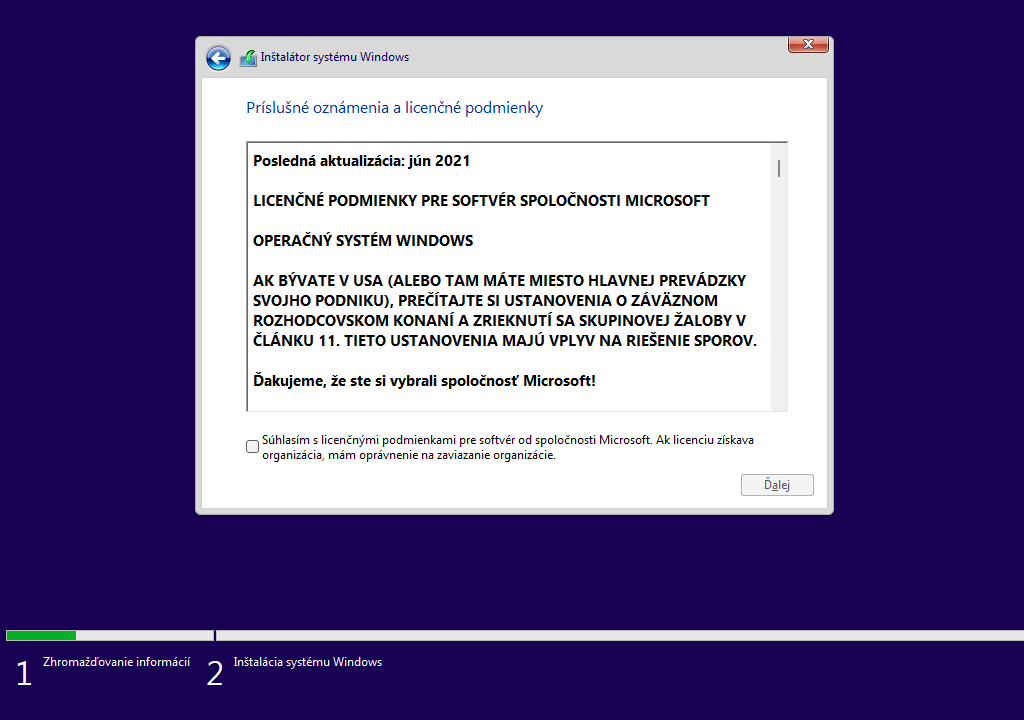 Inštalátor systému Windows
Príslušné oznámenia a licenčné podmienky
Posledná aktualizácia: jún 2021
LICENČNÉ PODMIENKY PRE SOFTVÉR SPOLOČNOSTI MICROSOFT
OPERAČNÝ SYSTÉM WINDOWS
AK BÝVATE V USA (ALEBO TAM MÁTE MIESTO HLAVNEJ PREVÁDZKY
SVOJHO PODNIKU), PREČÍTAJTE SI USTANOVENIA O ZÁVÄZNOM
ROZHODCOVSKOM KONANÍ A ZRIEKNUTÍ SA SKUPINOVEJ ŽALOBY V
ČLÁNKU 11. TIETO USTANOVENIA MAJÚ VPLYV NA RIEŠENIE SPOROV.
Ďakujeme, že ste si vybrali spoločnosť Microsoft!
Súhlasím s licenčnými podmienkami pre softvér od spoločnosti Microsoft. Ak licenciu získava
organizácia, mám oprávnenie na zaviazanie organizácie.
Ďalej
1 Zhromažďovanie informácií
2 Inštalácia systému Windows